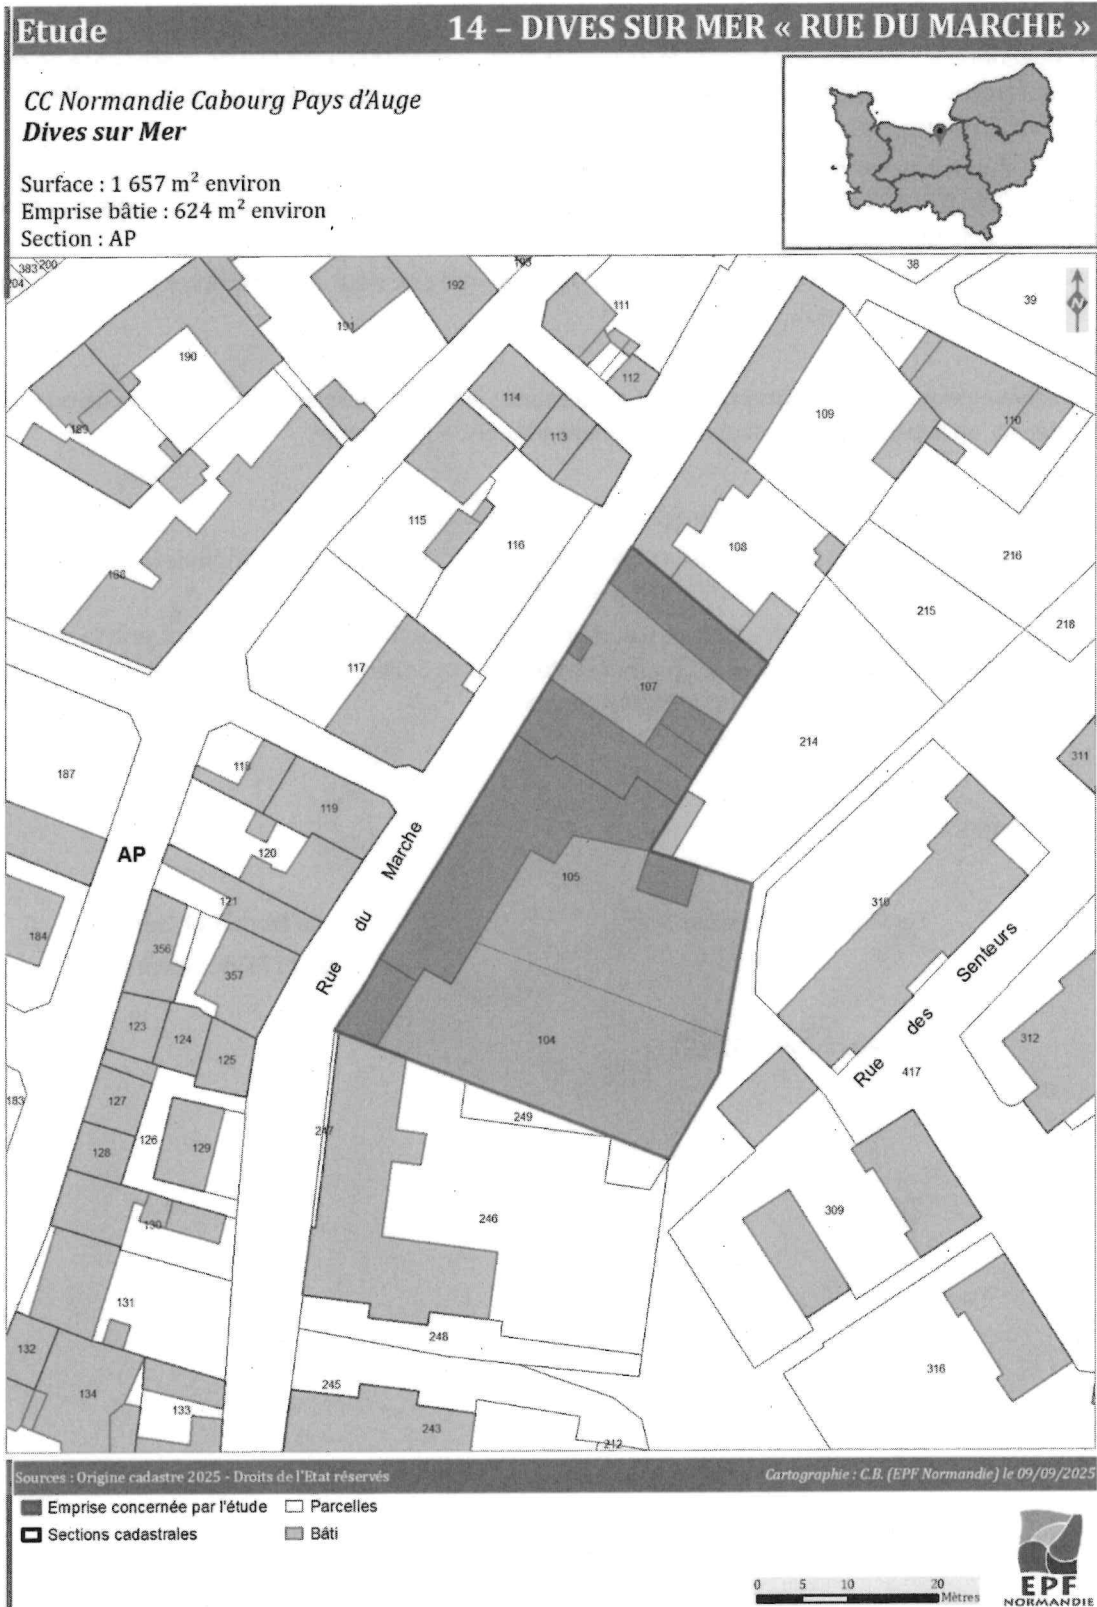 Etude
14 – DIVES SUR MER « RUE DU MARCHE »
CC Normandie Cabourg Pays d'Auge
Dives sur Mer
Surface : 1 657 m² environ
Emprise bâtie : 624 m² environ
Section : AP
383
200
204
193
192
191
190
189
188
111
112
114
113
38
39
N
109
110
115
116
108
216
215
218
117
107
214
311
187
118
119
120
AP
121
105
318
184
356
357
Rue du Marche
Rue des Senteurs
123
124
125
104
312
417
183
127
126
129
128
249
247
130
246
309
131
248
132
134
133
245
243
212
316
Sources : Origine cadastre 2025 - Droits de l'Etat réservés
Cartographie : C.B. (EPF Normandie) le 09/09/2025
Emprise concernée par l'étude
Parcelles
Sections cadastrales
Bâti
0 5 10 20
Mètres
EPF
NORMANDIE